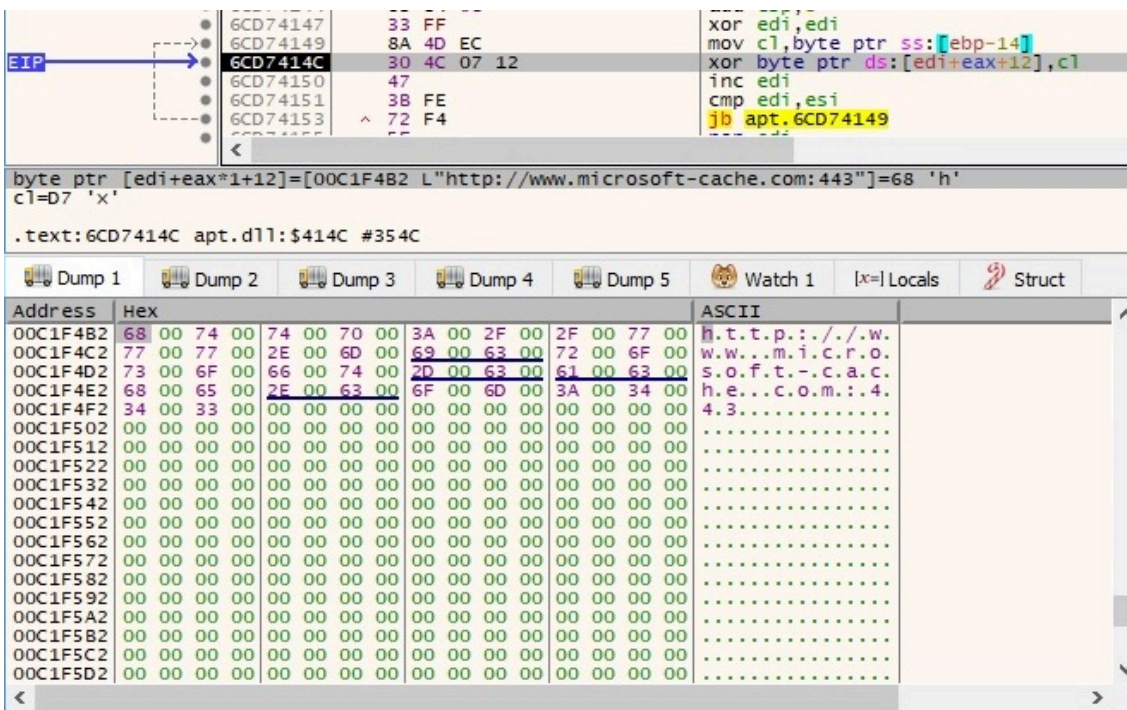 6CD74147 33 FF xor edi,edi
6CD74149 8A 4D EC mov cl,byte ptr ss:[ebp-14]
EIP 6CD7414C 30 4C 07 12 xor byte ptr ds:[edi+eax+12],cl
6CD74150 47 inc edi
6CD74151 3B FE cmp edi,esi
6CD74153 ^ 72 F4 jb apt.6CD74149
byte ptr [edi+eax*1+12]=[00C1F4B2 L"http://www.microsoft-cache.com:443"]=68 'h'
cl=D7 'x'
.text:6CD7414C apt.dll:$414C #354C
Dump 1 Dump 2 Dump 3 Dump 4 Dump 5 Watch 1 [x=] Locals Struct
Address Hex ASCII
00C1F4B2 68 00 74 00 74 00 70 00 3A 00 2F 00 2F 00 77 00 h.t.t.p.:././.w.
00C1F4C2 77 00 77 00 2E 00 6D 00 69 00 63 00 72 00 6F 00 w.w...m.i.c.r.o.
00C1F4D2 73 00 6F 00 66 00 74 00 2D 00 63 00 61 00 63 00 s.o.f.t.-.c.a.c.
00C1F4E2 68 00 65 00 2E 00 63 00 6F 00 6D 00 3A 00 34 00 h.e...c.o.m.:.4.
00C1F4F2 34 00 33 00 00 00 00 00 00 00 00 00 00 00 00 00 4.3.............
00C1F502 00 00 00 00 00 00 00 00 00 00 00 00 00 00 00 00 ................
00C1F512 00 00 00 00 00 00 00 00 00 00 00 00 00 00 00 00 ................
00C1F522 00 00 00 00 00 00 00 00 00 00 00 00 00 00 00 00 ................
00C1F532 00 00 00 00 00 00 00 00 00 00 00 00 00 00 00 00 ................
00C1F542 00 00 00 00 00 00 00 00 00 00 00 00 00 00 00 00 ................
00C1F552 00 00 00 00 00 00 00 00 00 00 00 00 00 00 00 00 ................
00C1F562 00 00 00 00 00 00 00 00 00 00 00 00 00 00 00 00 ................
00C1F572 00 00 00 00 00 00 00 00 00 00 00 00 00 00 00 00 ................
00C1F582 00 00 00 00 00 00 00 00 00 00 00 00 00 00 00 00 ................
00C1F592 00 00 00 00 00 00 00 00 00 00 00 00 00 00 00 00 ................
00C1F5A2 00 00 00 00 00 00 00 00 00 00 00 00 00 00 00 00 ................
00C1F5B2 00 00 00 00 00 00 00 00 00 00 00 00 00 00 00 00 ................
00C1F5C2 00 00 00 00 00 00 00 00 00 00 00 00 00 00 00 00 ................
00C1F5D2 00 00 00 00 00 00 00 00 00 00 00 00 00 00 00 00 ................